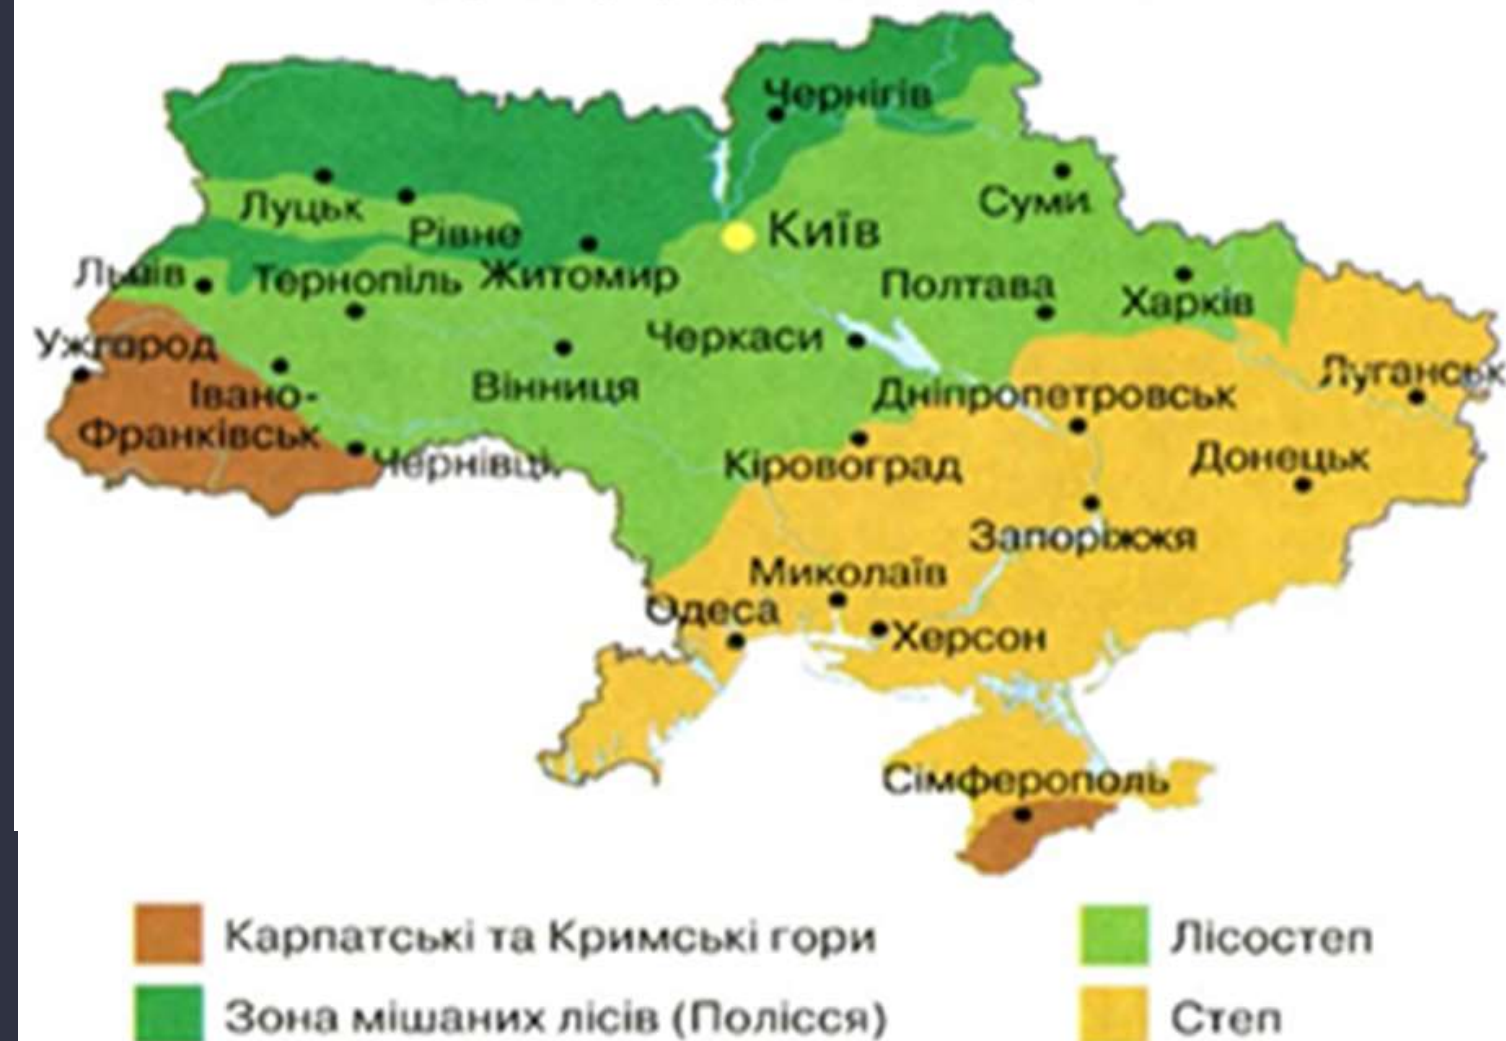 Чернігів
Луцьк
Рівне
Київ
Суми
Львів
Тернопіль
Житомир
Полтава
Харків
Ужгород
Черкаси
Івано-
Франківськ
Вінниця
Дніпропетровськ
Луганськ
Чернівці
Кіровоград
Донецьк
Запоріжжя
Миколаїв
Одеса
Херсон
Сімферополь
Карпатські та Кримські гори
Лісостеп
Зона мішаних лісів (Полісся)
Степ